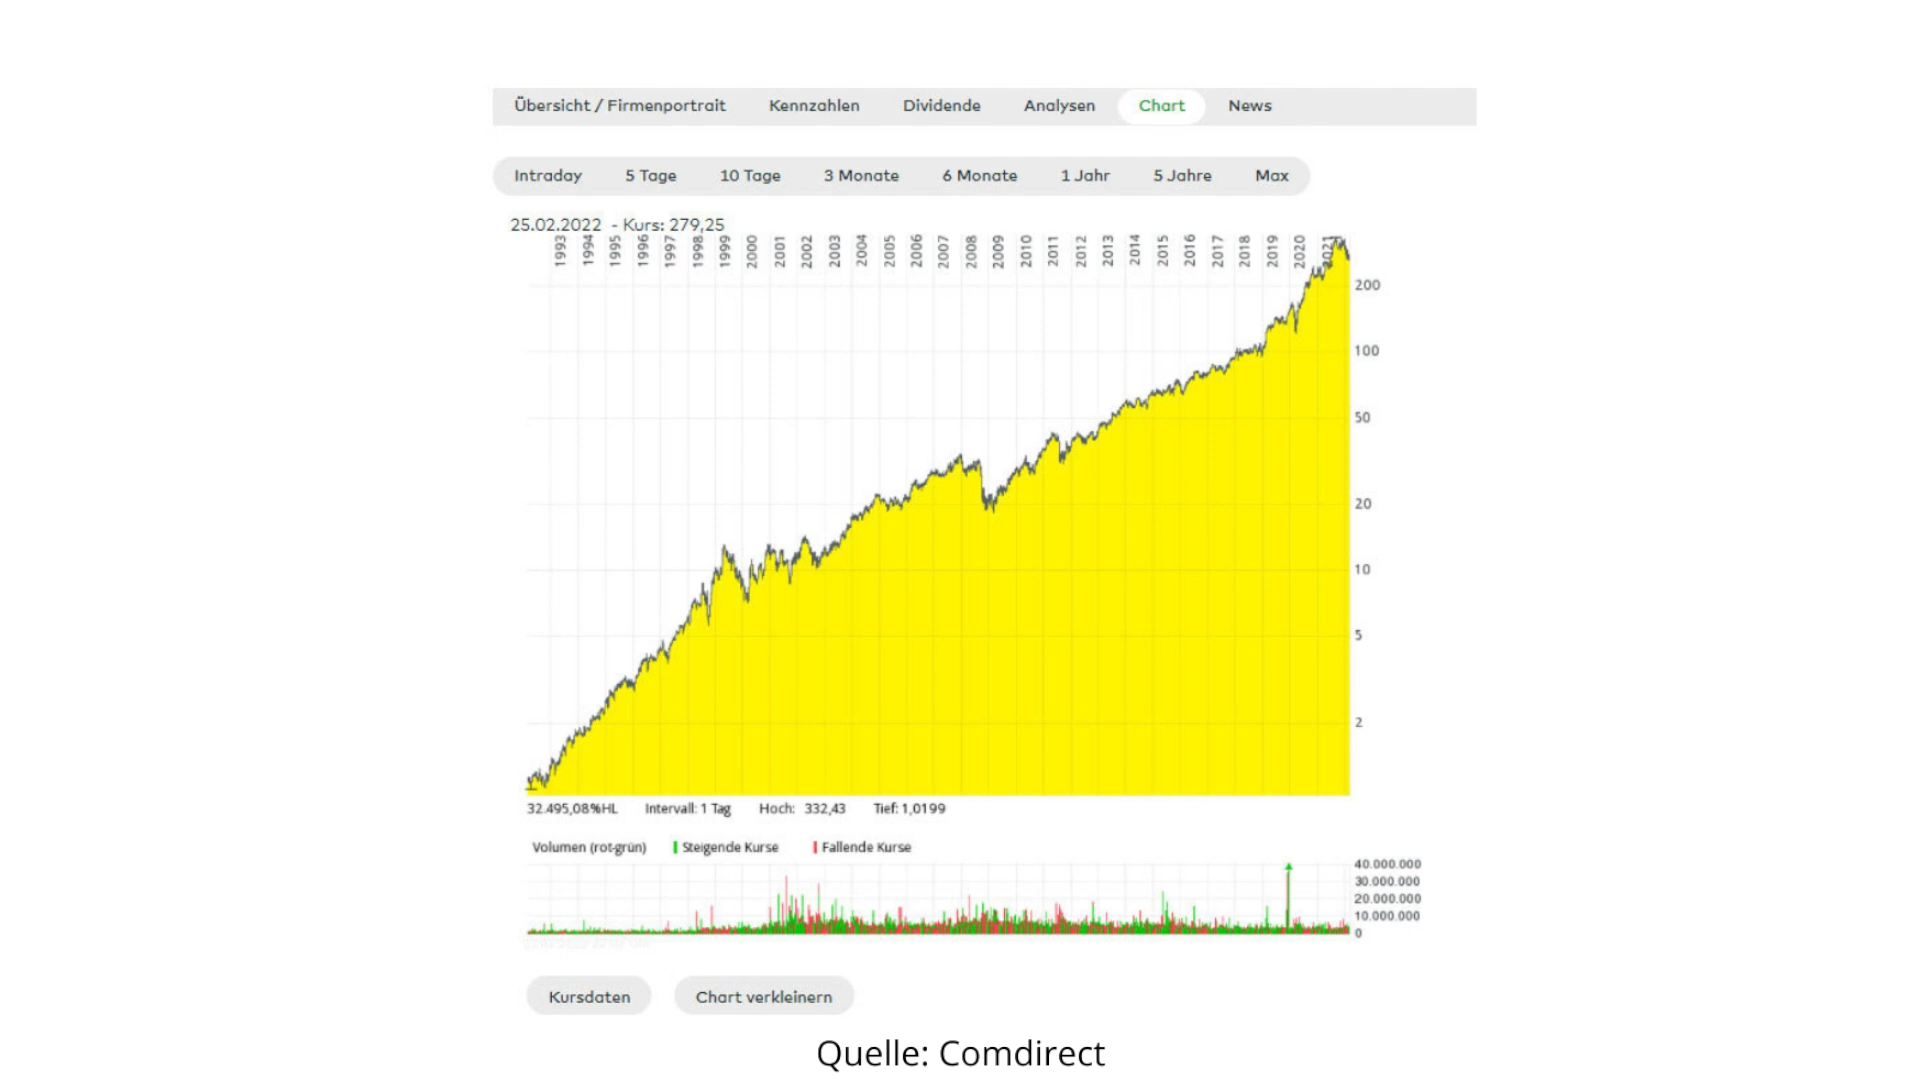 Übersicht / Firmenportrait Kennzahlen Dividende Analysen Chart News
Intraday 5 Tage 10 Tage 3 Monate 6 Monate 1 Jahr 5 Jahre Max
25.02.2022 - Kurs: 279,25
1993 1994 1995 1996 1997 1998 1999 2000 2001 2002 2003 2004 2005 2006 2007 2008 2009 2010 2011 2012 2013 2014 2015 2016 2017 2018 2019 2020 2021
200
100
50
20
10
5
2
32.495,08%HL Intervall: 1 Tag Hoch: 332,43 Tief: 1,0199
Volumen (rot-grün) Steigende Kurse Fallende Kurse
40.000.000
30.000.000
20.000.000
10.000.000
0
Kursdaten Chart verkleinern
Quelle: Comdirect